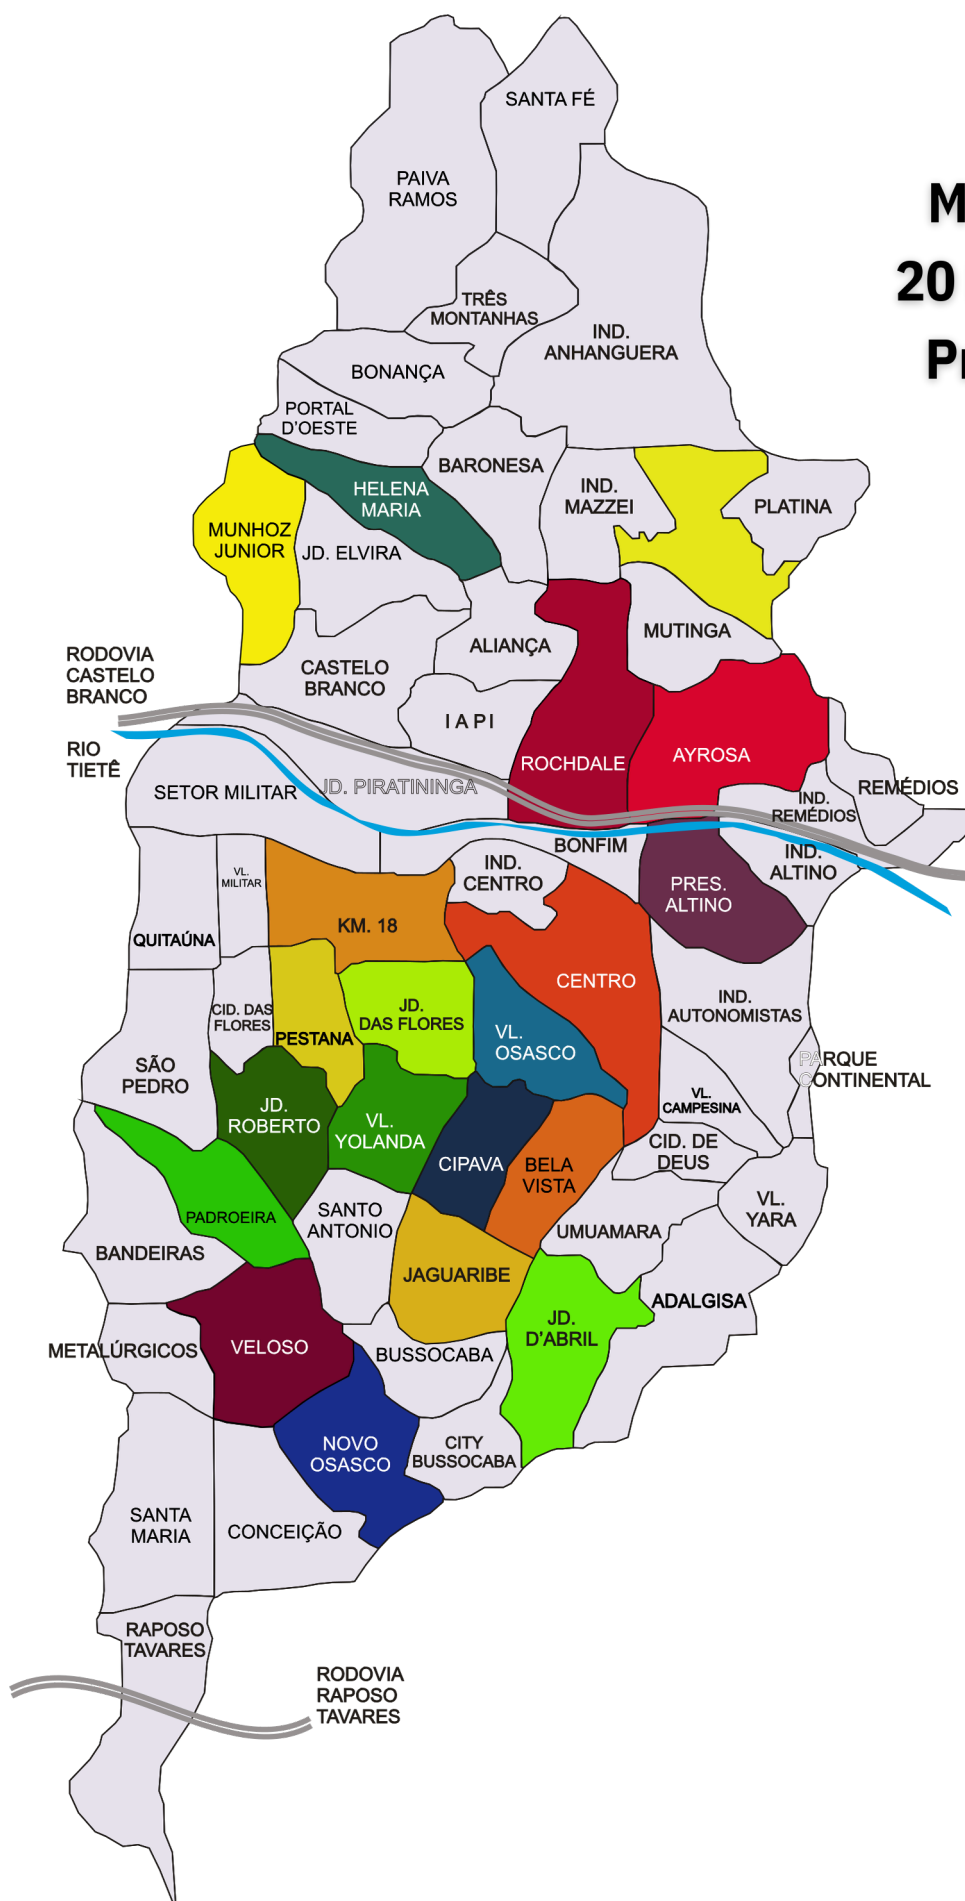 SANTA FÉ
M
PAIVA
RAMOS
20
TRÊS
MONTANHAS
IND.
ANHANGUERA
Pr
BONANÇA
PORTAL
D'OESTE
BARONESA
HELENA
MARIA
IND.
MAZZEI
PLATINA
MUNHOZ
JUNIOR
JD. ELVIRA
ALIANÇA
MUTINGA
RODOVIA
CASTELO
BRANCO
CASTELO
BRANCO
I A P I
RIO
TIETÊ
ROCHDALE
AYROSA
SETOR MILITAR
JD. PIRATININGA
REMÉDIOS
IND.
REMÉDIOS
BONFIM
IND.
ALTINO
VL.
MILITAR
IND.
CENTRO
PRES.
ALTINO
QUITAÚNA
KM. 18
CENTRO
CID. DAS
FLORES
PESTANA
JD.
DAS FLORES
VL.
OSASCO
IND.
AUTONOMISTAS
SÃO
PEDRO
PARQUE
CONTINENTAL
JD.
ROBERTO
VL.
YOLANDA
VL.
CAMPESINA
CIPAVA
BELA
VISTA
CID. DE
DEUS
PADROEIRA
SANTO
ANTONIO
UMUAMARA
VL.
YARA
BANDEIRAS
JAGUARIBE
ADALGISA
METALÚRGICOS
VELOSO
BUSSOCABA
JD.
D'ABRIL
NOVO
OSASCO
CITY
BUSSOCABA
SANTA
MARIA
CONCEIÇÃO
RAPOSO
TAVARES
RODOVIA
RAPOSO
TAVARES